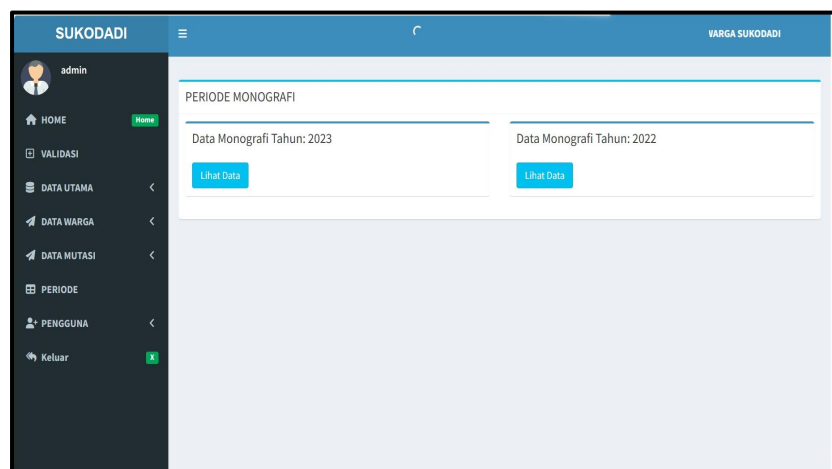 SUKODADI
WARGA SUKODADI
admin
HOME
Home
VALIDASI
DATA UTAMA
DATA WARGA
DATA MUTASI
PERIODE
PENGGUNA
Keluar
X
PERIODE MONOGRAFI
Data Monografi Tahun: 2023
Lihat Data
Data Monografi Tahun: 2022
Lihat Data